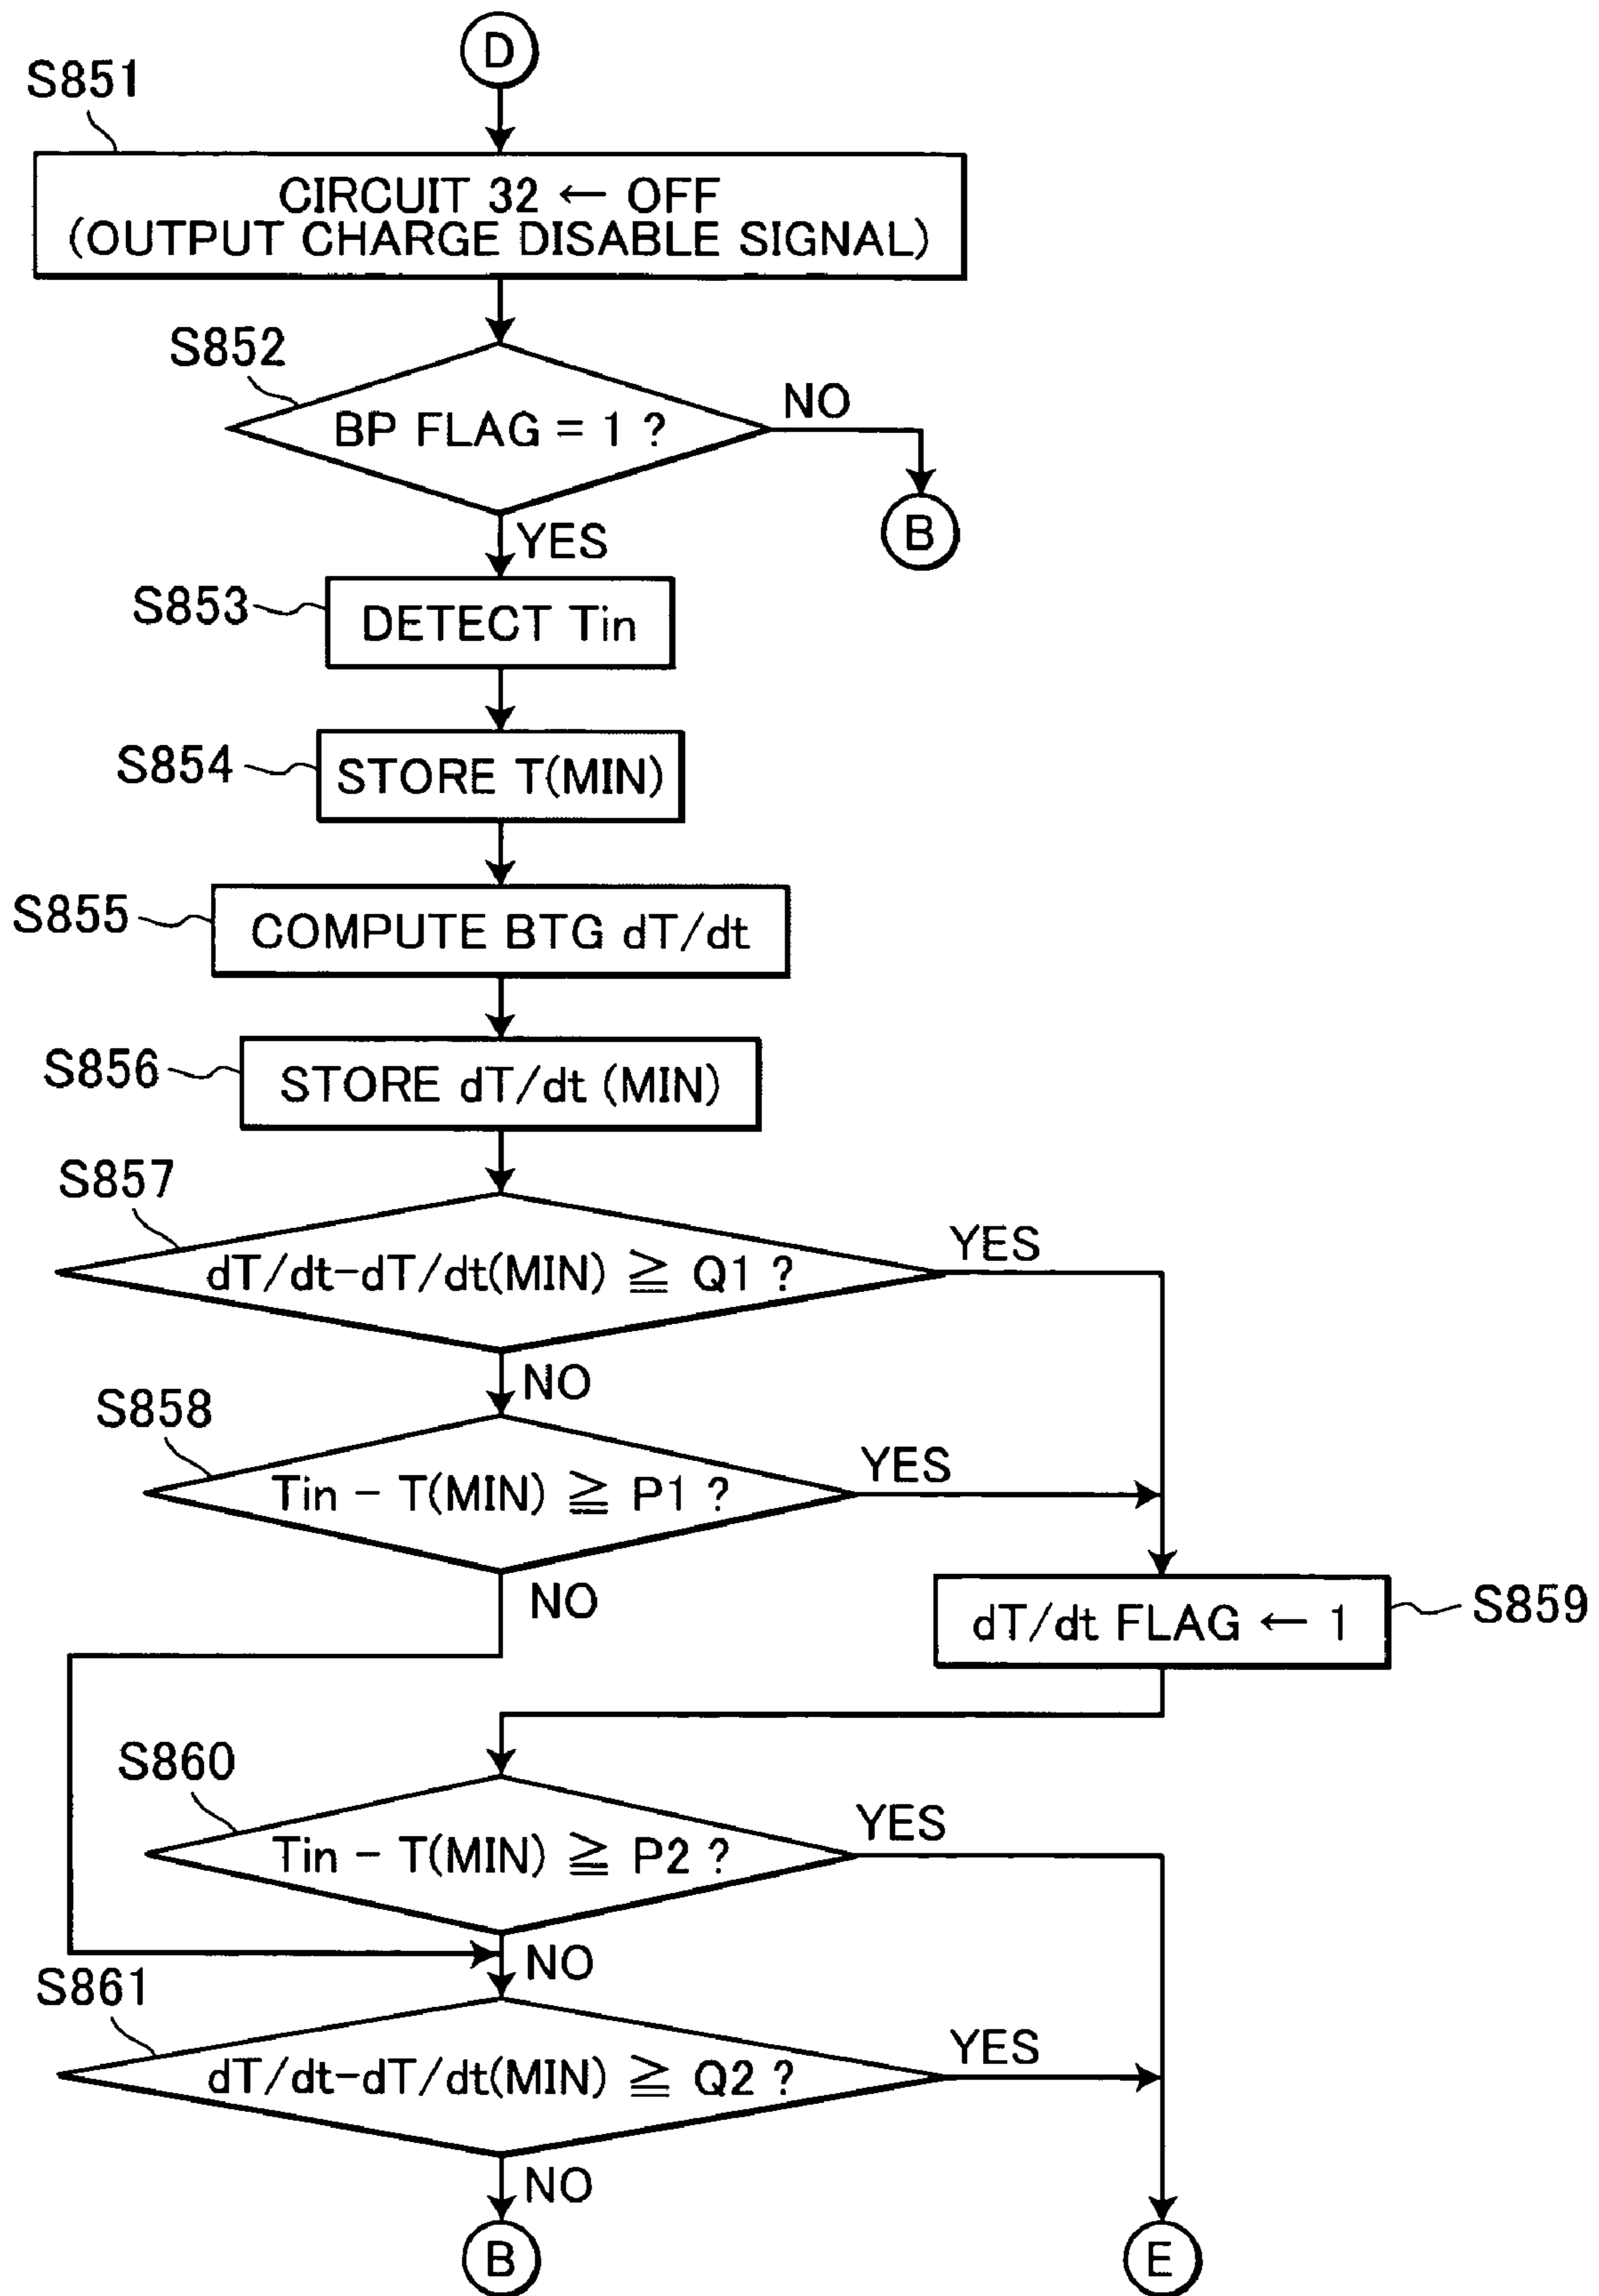 D
S851
CIRCUIT 32 ← OFF
(OUTPUT CHARGE DISABLE SIGNAL)
S852
BP FLAG = 1 ?
NO
B
YES
S853
DETECT Tin
S854
STORE T(MIN)
S855
COMPUTE BTG dT/dt
S856
STORE dT/dt (MIN)
S857
dT/dt-dT/dt(MIN) ≧ Q1 ?
YES
NO
S858
Tin - T(MIN) ≧ P1 ?
YES
NO
dT/dt FLAG ← 1
S859
S860
Tin - T(MIN) ≧ P2 ?
YES
NO
S861
dT/dt-dT/dt(MIN) ≧ Q2 ?
YES
NO
B
E